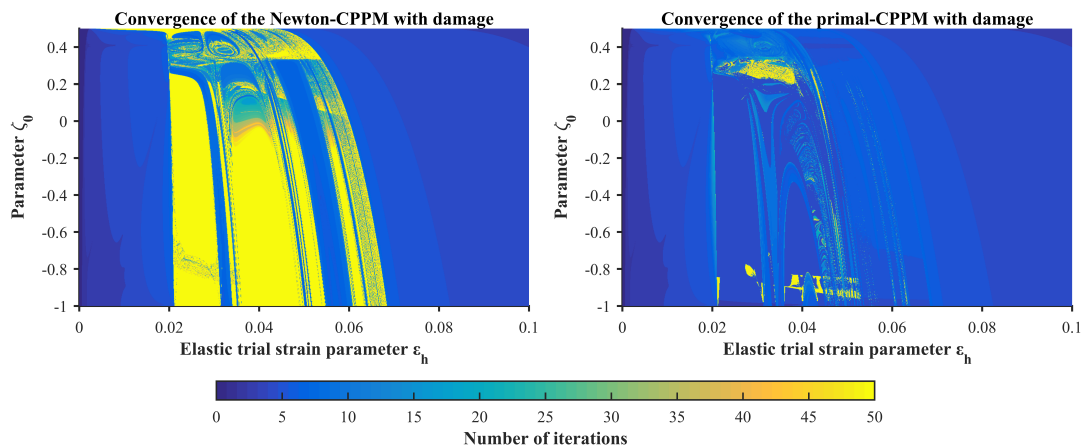 Convergence of the Newton-CPPM with damage
Parameter ζ0
0.4
0.2
0
-0.2
-0.4
-0.6
-0.8
-1
0 0.02 0.04 0.06 0.08 0.1
Elastic trial strain parameter εh
Convergence of the primal-CPPM with damage
Parameter ζ0
0.4
0.2
0
-0.2
-0.4
-0.6
-0.8
-1
0 0.02 0.04 0.06 0.08 0.1
Elastic trial strain parameter εh
0 5 10 15 20 25 30 35 40 45 50
Number of iterations